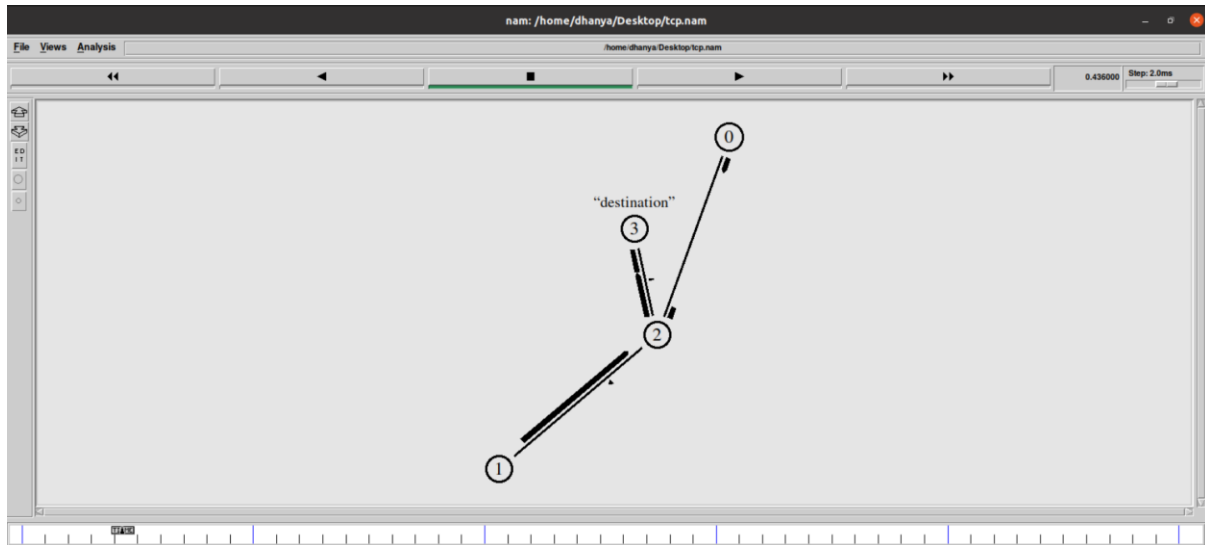 nam: /home/dhanya/Desktop/tcp.nam
File Views Analysis /home/dhanya/Desktop/tcp.nam
0.436000 Step: 2.0ms
ED
IT
0
“destination”
3
2
1